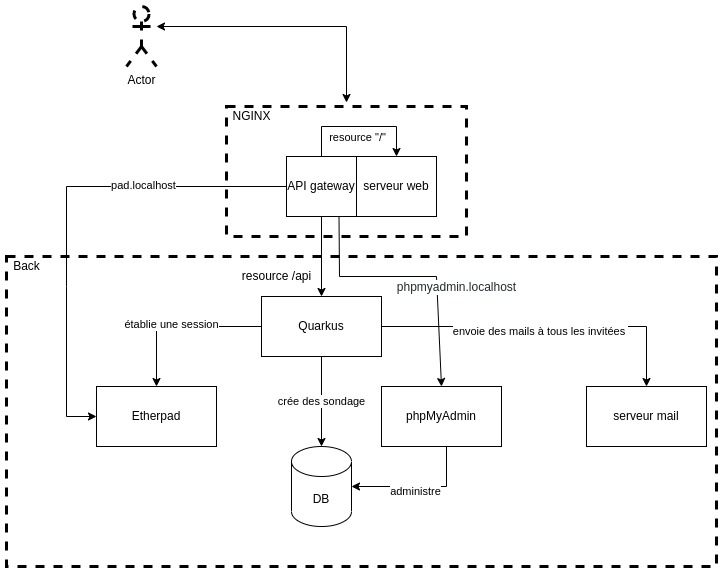 Actor
NGINX
resource "/"
API gateway
serveur web
pad.localhost
Back
resource /api
phpmyadmin.localhost
Quarkus
établie une session
envoie des mails à tous les invitées
Etherpad
crée des sondage
phpMyAdmin
serveur mail
DB
administre